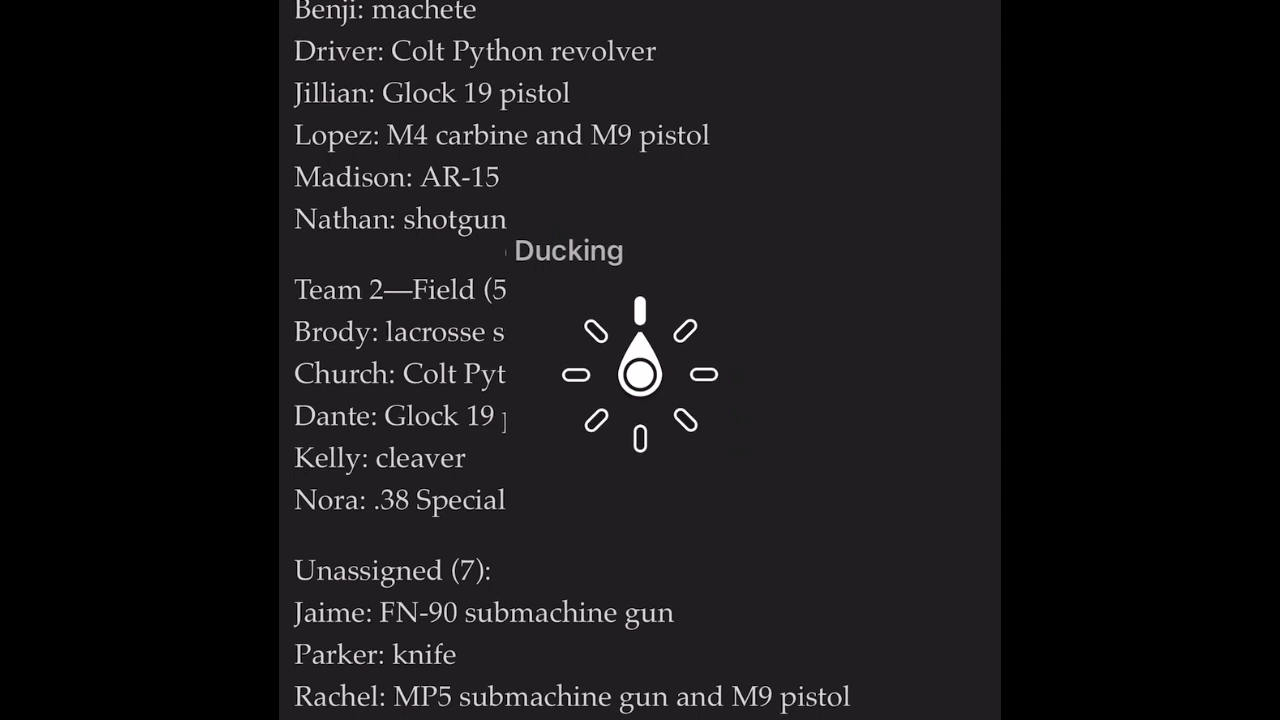 Benji: machete
Driver: Colt Python revolver
Jillian: Glock 19 pistol
Lopez: M4 carbine and M9 pistol
Madison: AR-15
Nathan: shotgun
Ducking
Team 2—Field (5
Brody: lacrosse
Church: Colt
Dante: Glock 19
Kelly: cleaver
Nora: .38 Special
Unassigned (7):
Jaime: FN-90 submachine gun
Parker: knife
Rachel: MP5 submachine gun and M9 pistol